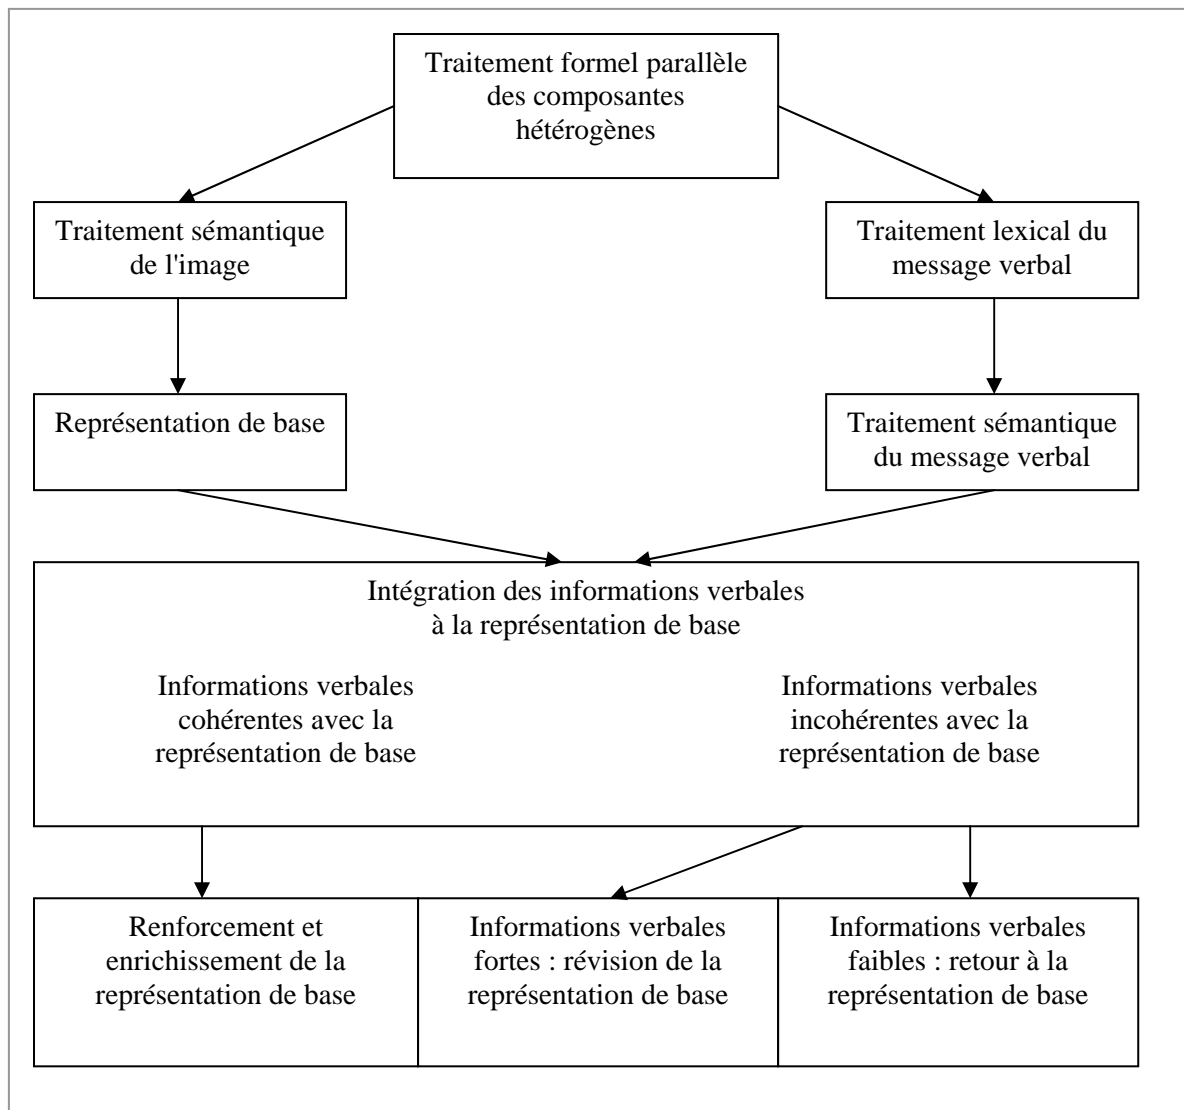 Traitement formel parallèle
des composantes
hétérogènes
Traitement sémantique
de l'image
Traitement lexical du
message verbal
Représentation de base
Traitement sémantique
du message verbal
Intégration des informations verbales
à la représentation de base
Informations verbales
cohérentes avec la
représentation de base
Informations verbales
incohérentes avec la
représentation de base
Renforcement et
enrichissement de la
représentation de base
Informations verbales
fortes : révision de la
représentation de base
Informations verbales
faibles : retour à la
représentation de base